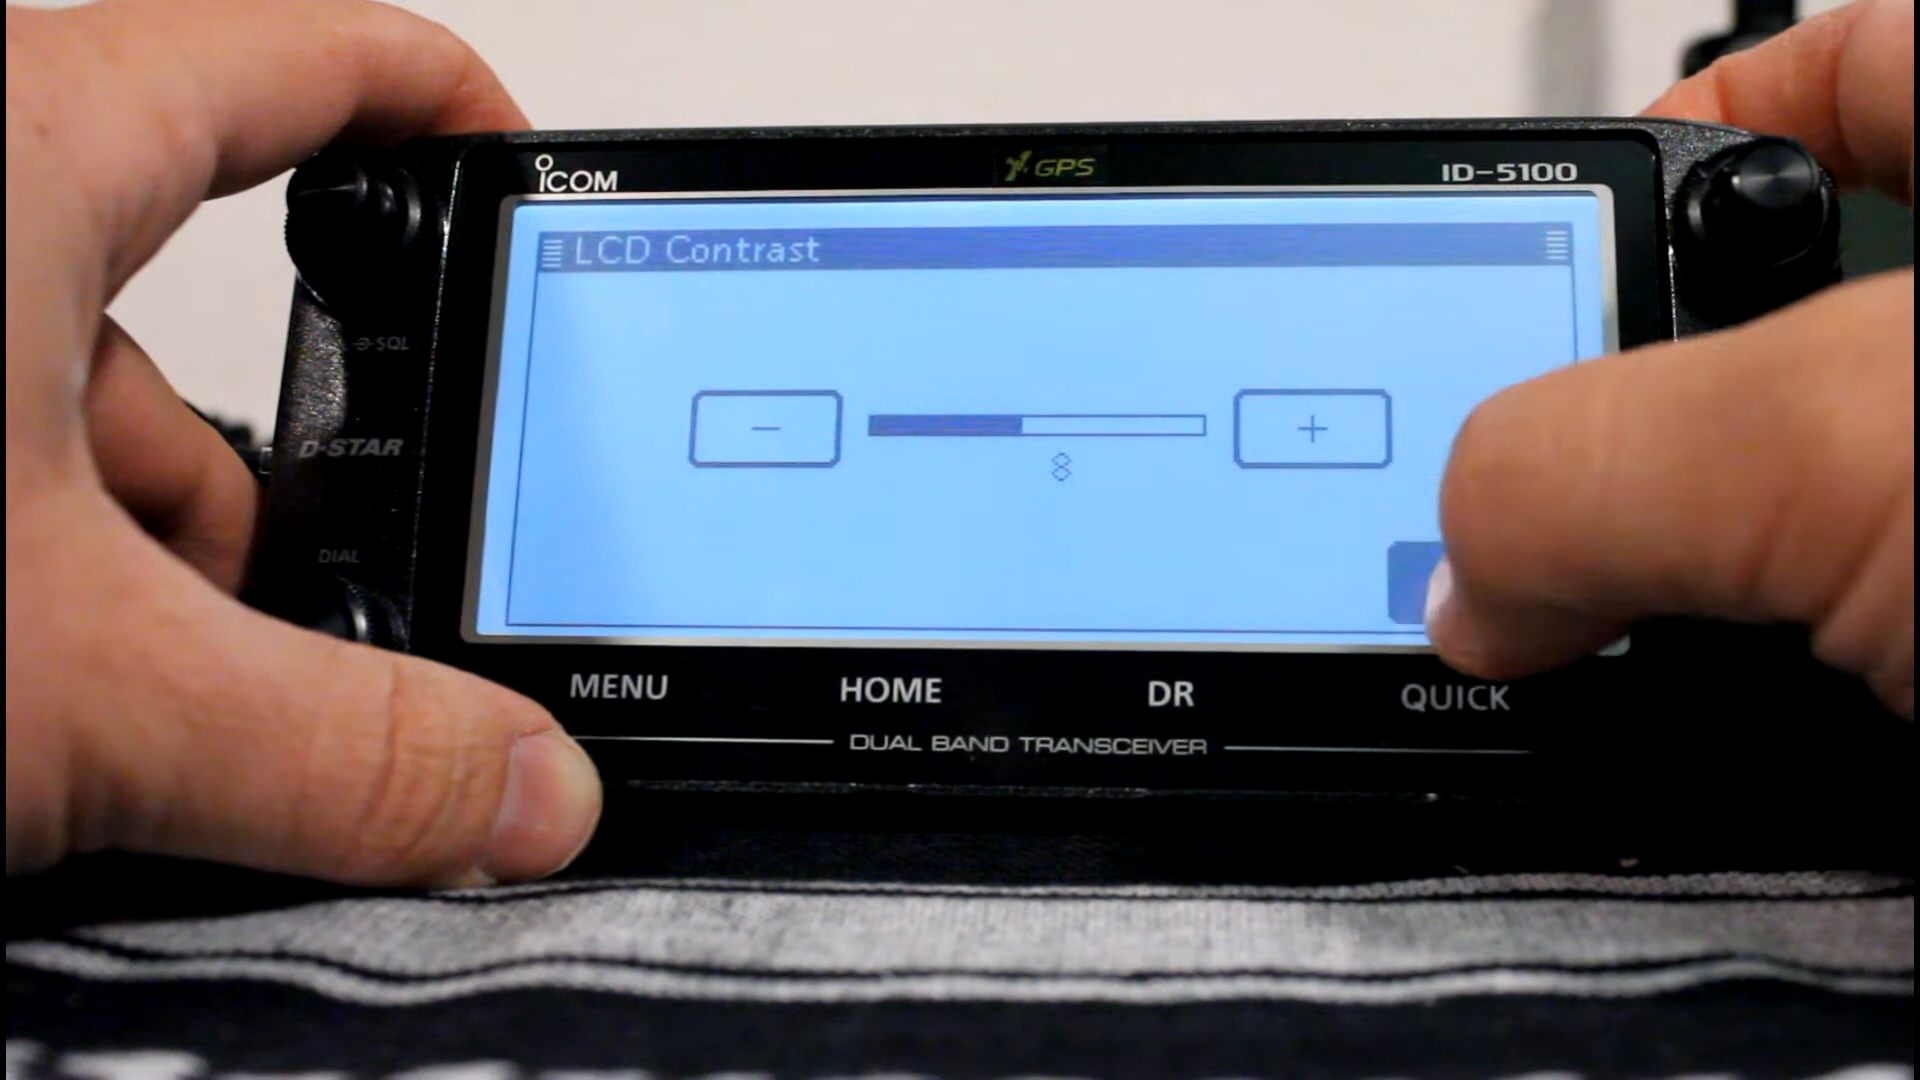 ICOM
GPS
ID-5100
LCD Contrast
−
+
8
SQL
D-STAR
DIAL
MENU
HOME
DR
QUICK
DUAL BAND TRANSCEIVER